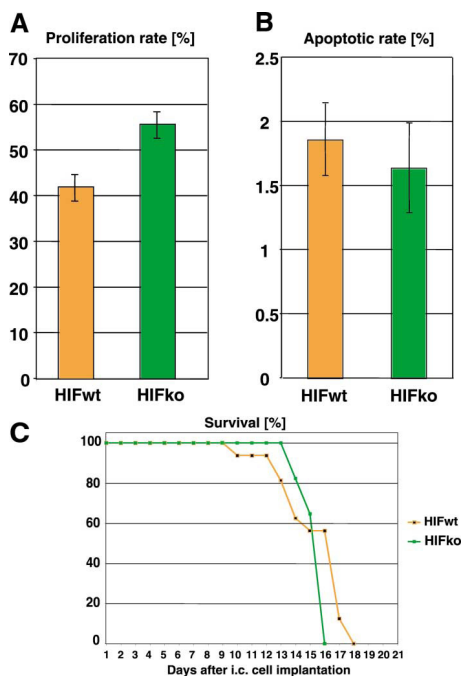 A
Proliferation rate [%]
70
60
50
40
30
20
10
0
HIFwt
HIFko
B
Apoptotic rate [%]
2.5
2
1.5
1
0.5
0
HIFwt
HIFko
C
Survival [%]
100
80
60
40
20
0
1 2 3 4 5 6 7 8 9 10 11 12 13 14 15 16 17 18 19 20 21
Days after i.c. cell implantation
HIFwt
HIFko